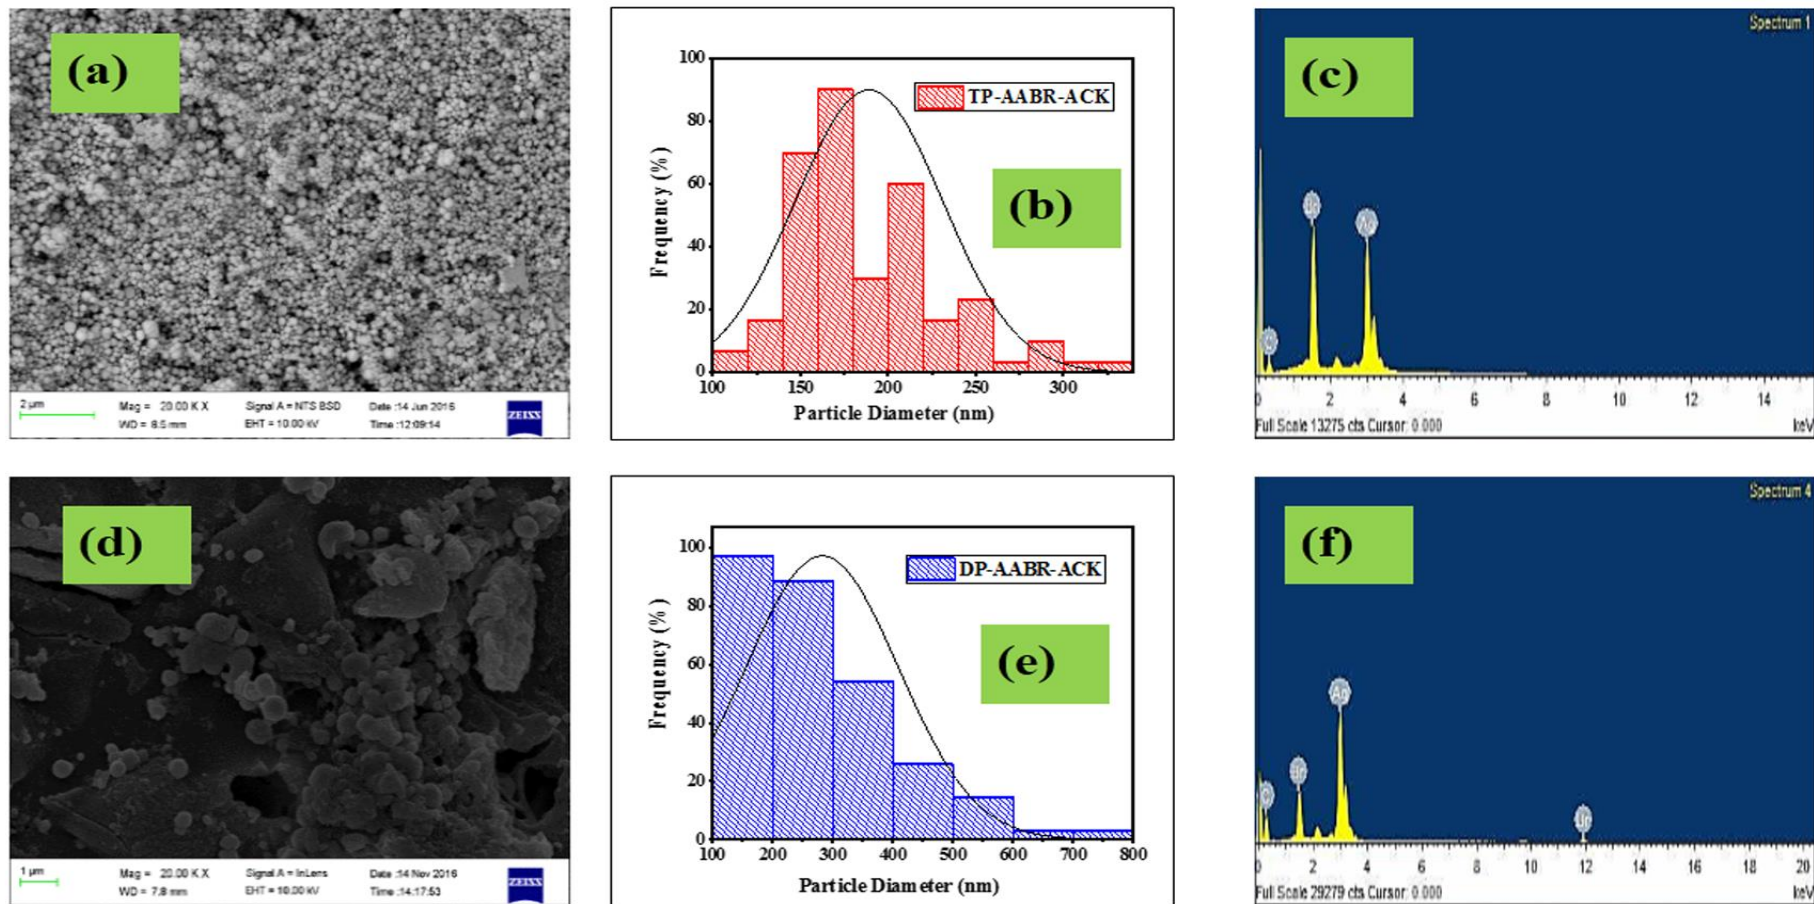 (a)
2 µm
Mag = 20.00 K X
Signal A = NTS BSD
Date :14 Jun 2016
WD = 8.5 mm
EHT = 10.00 kV
Time :12:09:14
ZEISS
(b)
TP-AABR-ACK
Frequency (%)
100
80
60
40
20
0
100 150 200 250 300
Particle Diameter (nm)
(c)
Spectrum 1
Br
Ag
2 4 6 8 10 12 14
Full Scale 13275 cts Cursor: 0.000
keV
(d)
1 µm
Mag = 20.00 K X
Signal A = InLens
Date :14 Nov 2016
WD = 7.8 mm
EHT = 10.00 kV
Time :14:17:53
ZEISS
(e)
DP-AABR-ACK
Frequency (%)
100
80
60
40
20
0
100 200 300 400 500 600 700 800
Particle Diameter (nm)
(f)
Spectrum 4
Ag
Br
Br
0 2 4 6 8 10 12 14 16 18 20
Full Scale 29279 cts Cursor: 0.000
keV